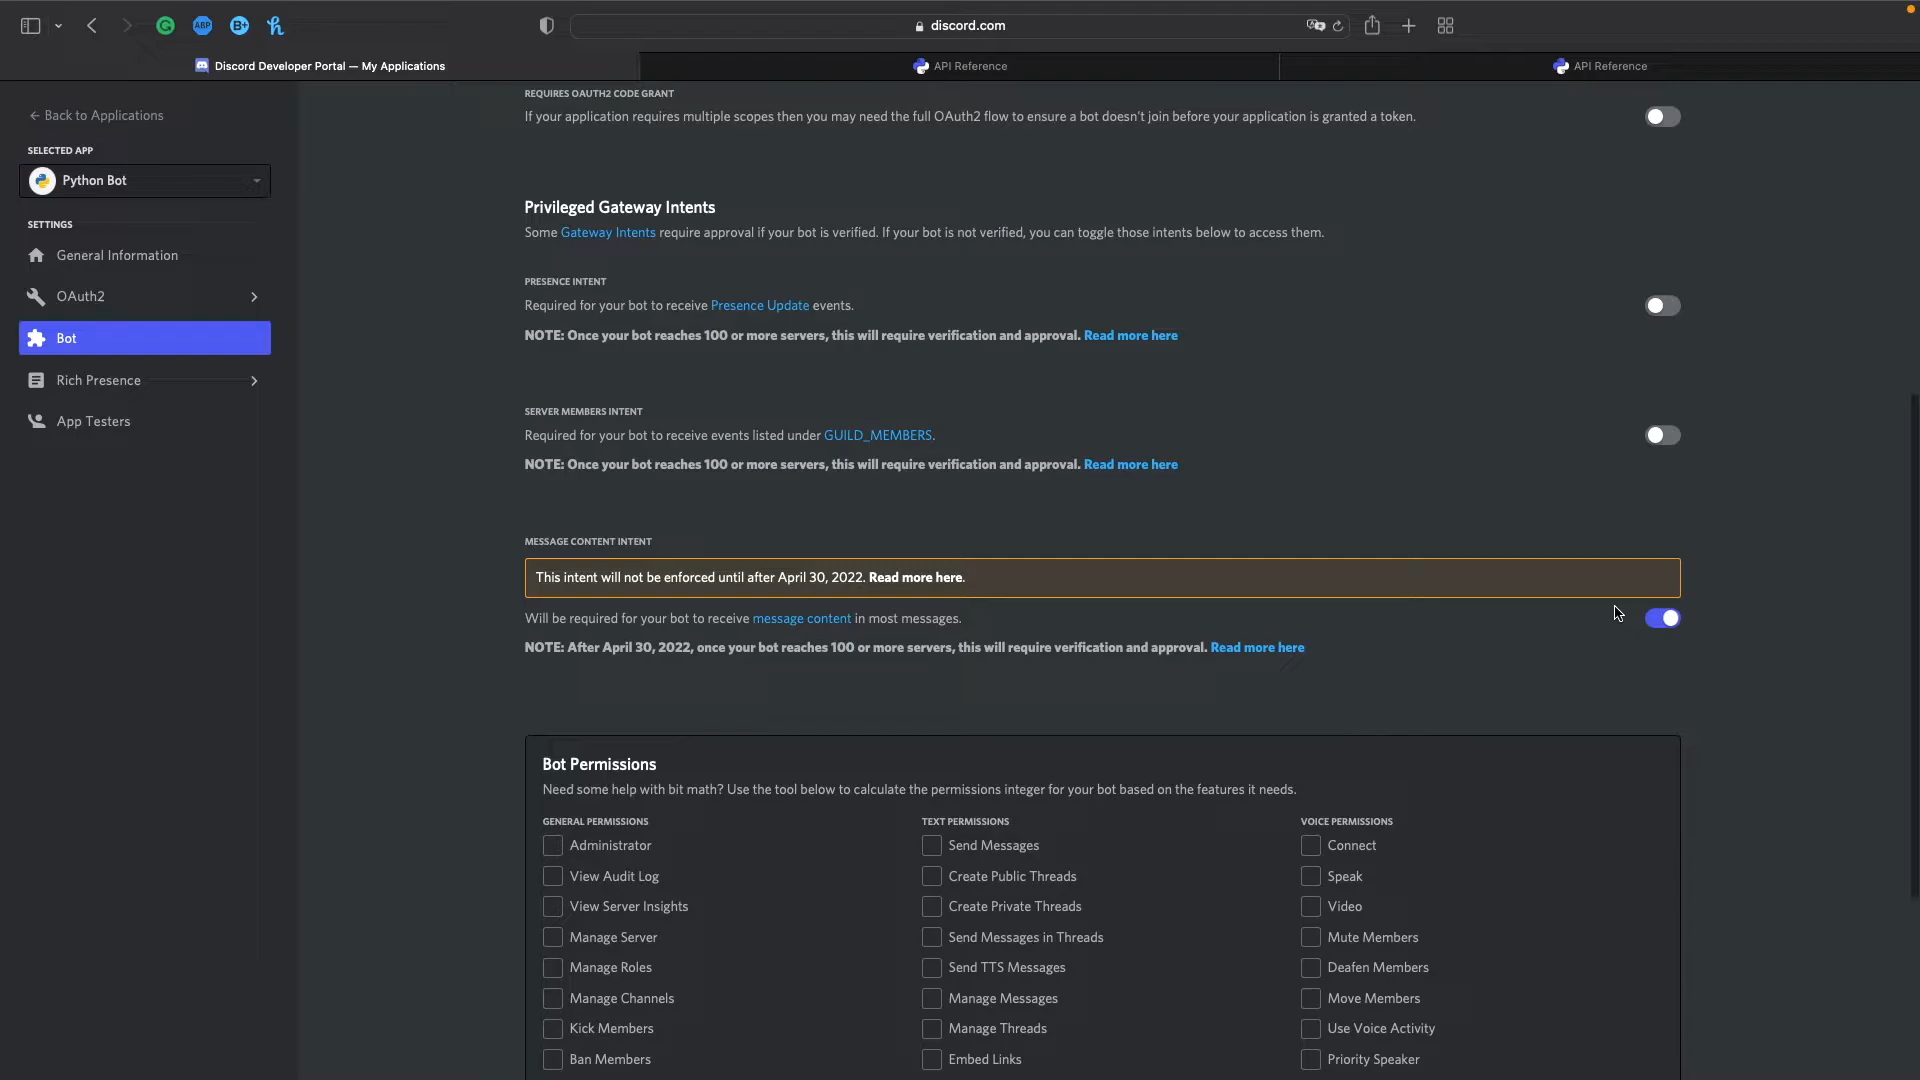 discord.com
Discord Developer Portal — My Applications
API Reference
API Reference
← Back to Applications
SELECTED APP
Python Bot
SETTINGS
General Information
OAuth2
Bot
Rich Presence
App Testers
REQUIRES OAUTH2 CODE GRANT
If your application requires multiple scopes then you may need the full OAuth2 flow to ensure a bot doesn't join before your application is granted a token.
Privileged Gateway Intents
Some Gateway Intents require approval if your bot is verified. If your bot is not verified, you can toggle those intents below to access them.
PRESENCE INTENT
Required for your bot to receive Presence Update events.
NOTE: Once your bot reaches 100 or more servers, this will require verification and approval. Read more here
SERVER MEMBERS INTENT
Required for your bot to receive events listed under GUILD_MEMBERS.
NOTE: Once your bot reaches 100 or more servers, this will require verification and approval. Read more here
MESSAGE CONTENT INTENT
This intent will not be enforced until after April 30, 2022. Read more here.
Will be required for your bot to receive message content in most messages.
NOTE: After April 30, 2022, once your bot reaches 100 or more servers, this will require verification and approval. Read more here
Bot Permissions
Need some help with bit math? Use the tool below to calculate the permissions integer for your bot based on the features it needs.
GENERAL PERMISSIONS
Administrator
View Audit Log
View Server Insights
Manage Server
Manage Roles
Manage Channels
Kick Members
Ban Members
TEXT PERMISSIONS
Send Messages
Create Public Threads
Create Private Threads
Send Messages in Threads
Send TTS Messages
Manage Messages
Manage Threads
Embed Links
VOICE PERMISSIONS
Connect
Speak
Video
Mute Members
Deafen Members
Move Members
Use Voice Activity
Priority Speaker
ABP
B+